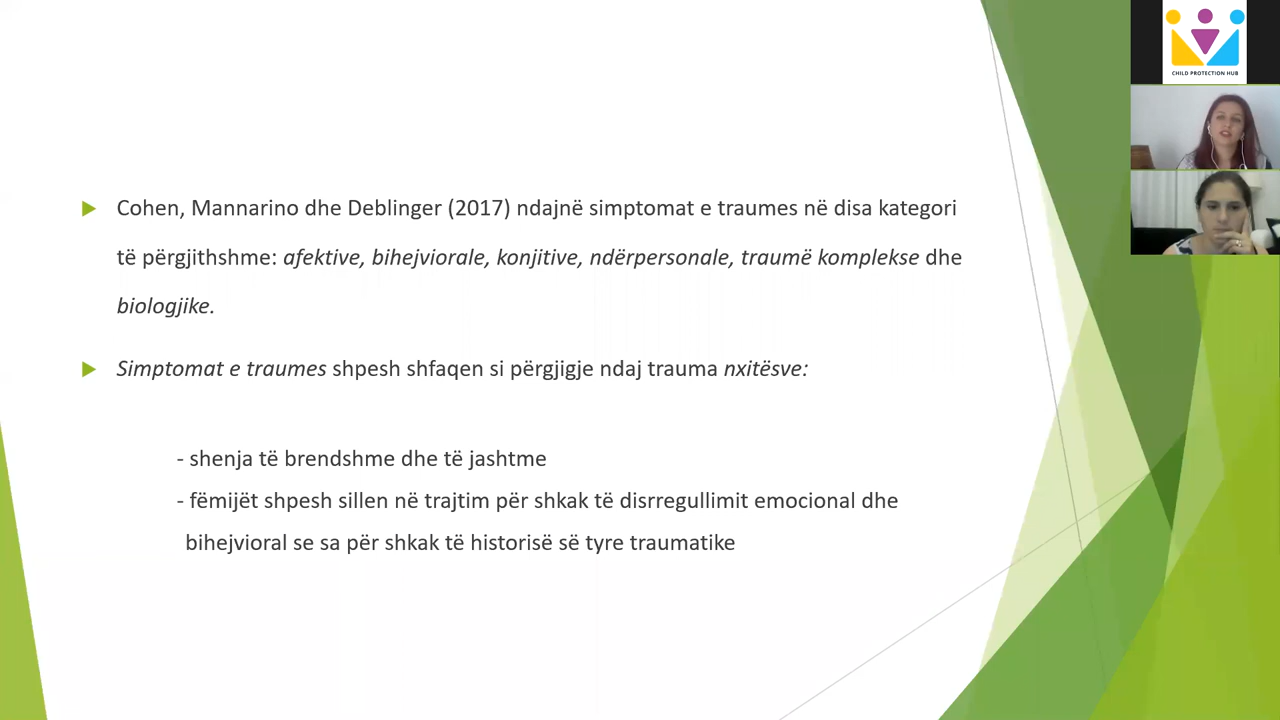 CHILD PROTECTION HUB
Cohen, Mannarino dhe Deblinger (2017) ndajnë simptomat e traumes në disa kategori
të përgjithshme: afektive, bihejviorale, konjitive, ndërpersonale, traumë komplekse dhe
biologjike.
Simptomat e traumes shpesh shfaqen si përgjigje ndaj trauma nxitësve:
- shenja të brendshme dhe të jashtme
- fëmijët shpesh sillen në trajtim për shkak të disrregullimit emocional dhe
bihejvioral se sa për shkak të historisë së tyre traumatike